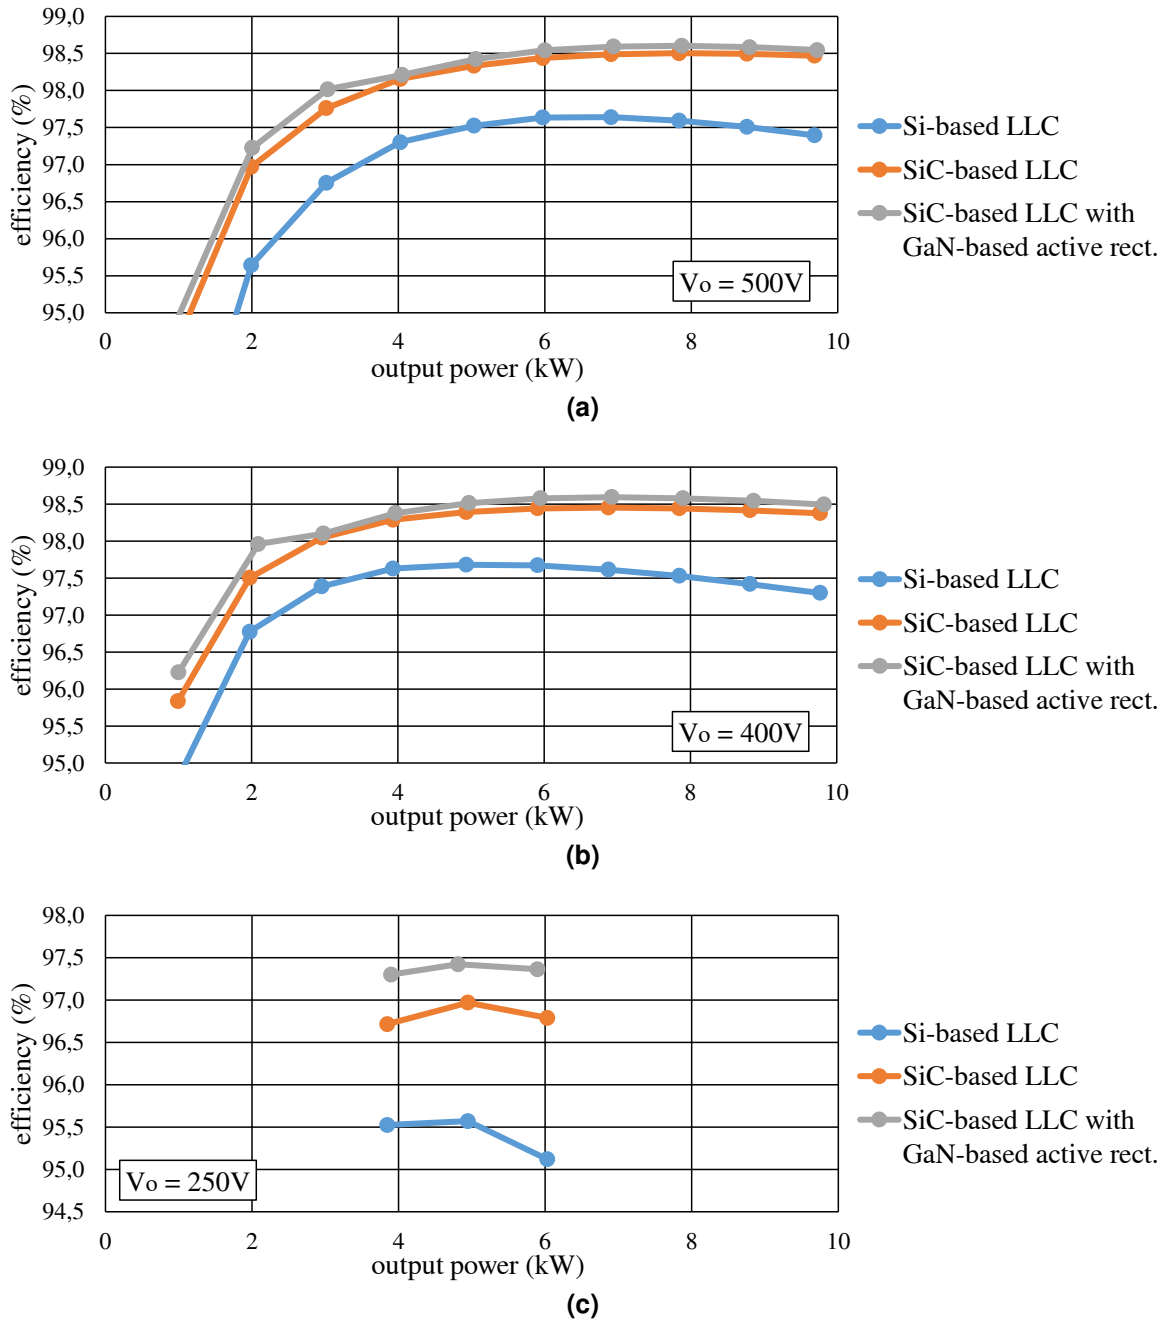 99,0
98,5
98,0
97,5
97,0
96,5
96,0
95,5
95,0
efficiency (%)
0 2 4 6 8 10
output power (kW)
Vo = 500V
Si-based LLC
SiC-based LLC
SiC-based LLC with
GaN-based active rect.
(a)
99,0
98,5
98,0
97,5
97,0
96,5
96,0
95,5
95,0
efficiency (%)
0 2 4 6 8 10
output power (kW)
Vo = 400V
Si-based LLC
SiC-based LLC
SiC-based LLC with
GaN-based active rect.
(b)
98,0
97,5
97,0
96,5
96,0
95,5
95,0
94,5
efficiency (%)
0 2 4 6 8 10
output power (kW)
Vo = 250V
Si-based LLC
SiC-based LLC
SiC-based LLC with
GaN-based active rect.
(c)